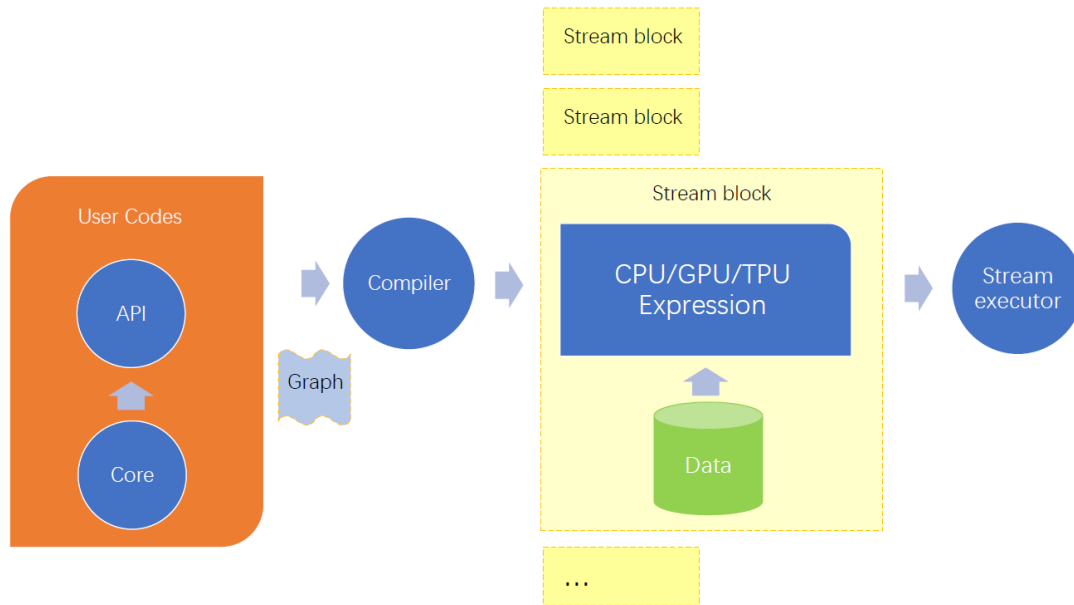 Stream block
Stream block
User Codes
API
Core
Graph
Compiler
Stream block
CPU/GPU/TPU
Expression
Data
...
Stream
executor